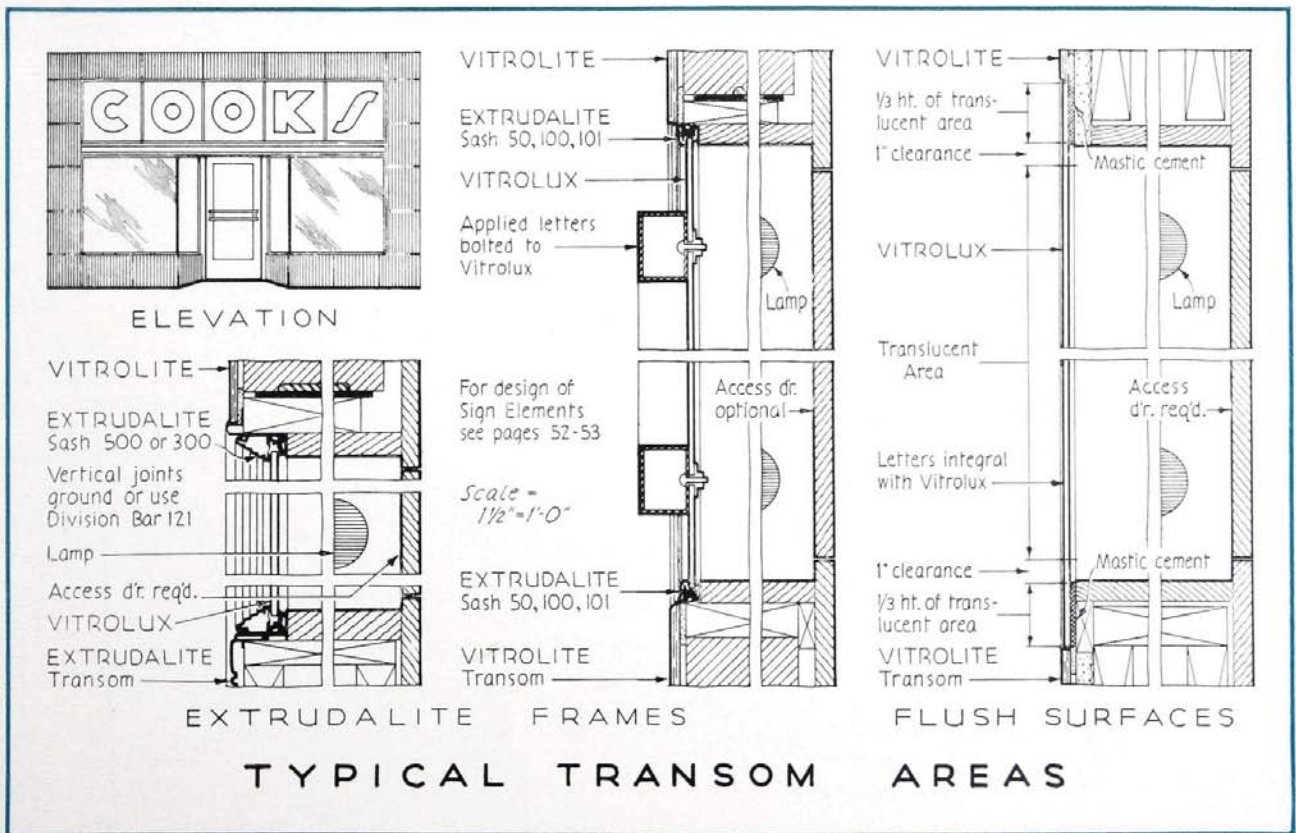 COOKS
ELEVATION
VITROLITE
EXTRUDALITE
Sash 500 or 300
Vertical joints
ground or use
Division Bar 121
Lamp
Access d'r. req'd.
VITROLUX
EXTRUDALITE
Transom
VITROLITE
EXTRUDALITE
Sash 50, 100, 101
VITROLUX
Applied letters
bolted to
Vitrolux
Lamp
For design of
Sign Elements
see pages 52-53
Access d'r.
optional
Scale =
1½"=1'-0"
EXTRUDALITE
Sash 50, 100, 101
VITROLITE
Transom
EXTRUDALITE FRAMES
VITROLITE
⅓ ht. of trans-
lucent area
1" clearance
Mastic cement
VITROLUX
Lamp
Translucent
Area
Access
d'r. req'd.
Letters integral
with Vitrolux
Mastic cement
1" clearance
⅓ ht. of trans-
lucent area
VITROLITE
Transom
FLUSH SURFACES
TYPICAL TRANSOM AREAS